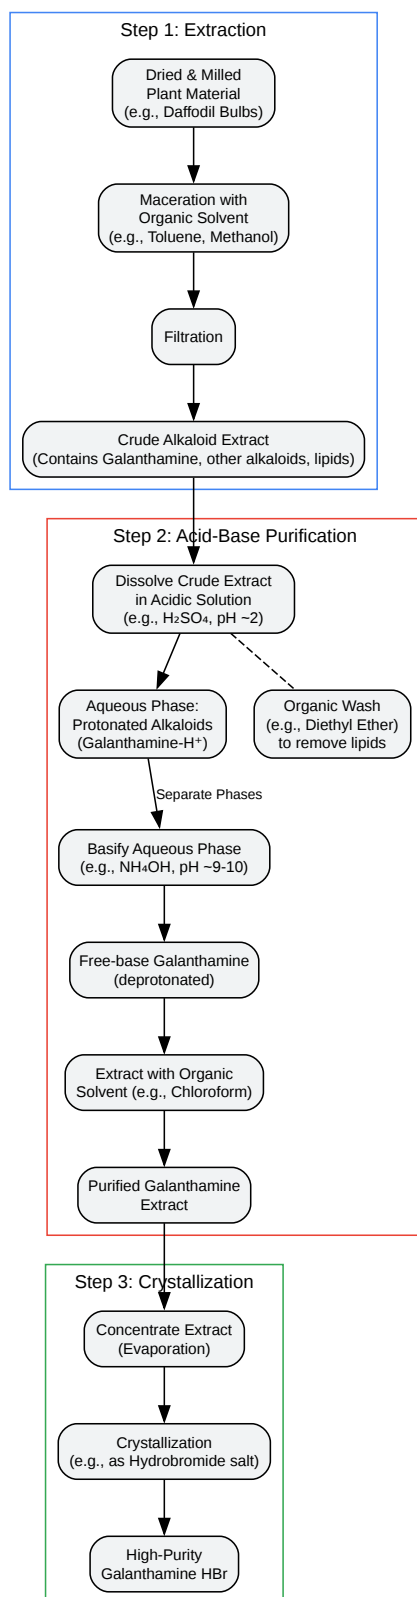 Step 1: Extraction
Dried & Milled
Plant Material
(e.g., Daffodil Bulbs)
Maceration with
Organic Solvent
(e.g., Toluene, Methanol)
Filtration
Crude Alkaloid Extract
(Contains Galanthamine, other alkaloids, lipids)
Step 2: Acid-Base Purification
Dissolve Crude Extract
in Acidic Solution
(e.g., H₂SO₄, pH ~2)
Aqueous Phase:
Protonated Alkaloids
(Galanthamine-H⁺)
Organic Wash
(e.g., Diethyl Ether)
to remove lipids
Separate Phases
Basify Aqueous Phase
(e.g., NH₄OH, pH ~9-10)
Free-base Galanthamine
(deprotonated)
Extract with Organic
Solvent (e.g., Chloroform)
Purified Galanthamine
Extract
Step 3: Crystallization
Concentrate Extract
(Evaporation)
Crystallization
(e.g., as Hydrobromide salt)
High-Purity
Galanthamine HBr